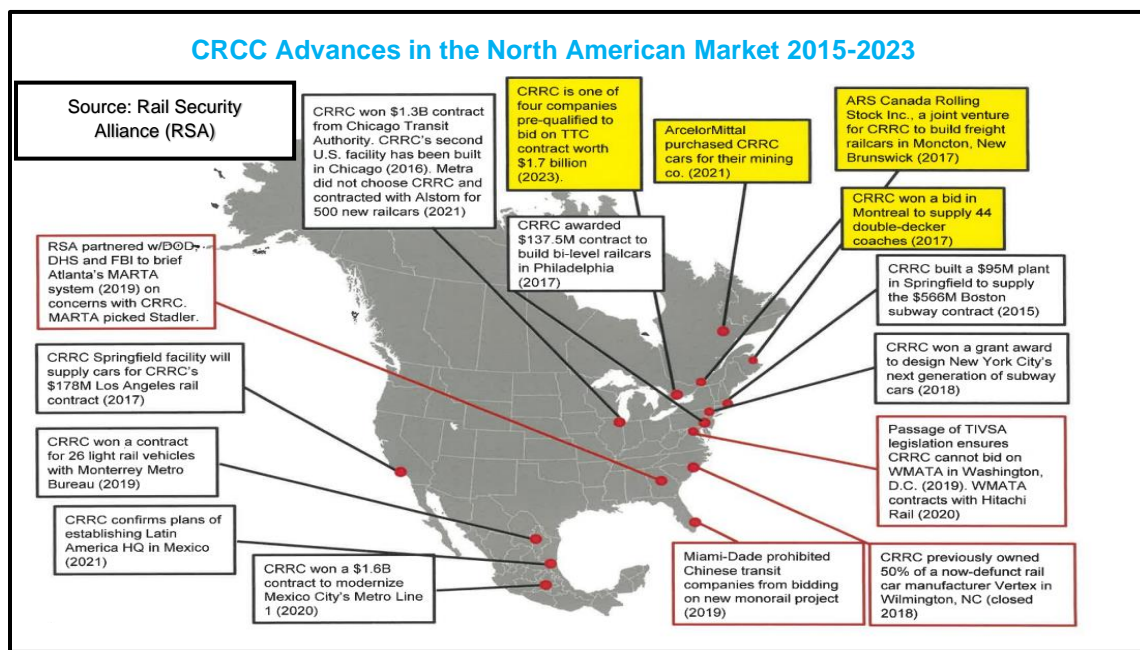 CRCC Advances in the North American Market 2015-2023
Source: Rail Security
Alliance (RSA)
CRRC won $1.3B contract
from Chicago Transit
Authority. CRRC's second
U.S. facility has been built
in Chicago (2016). Metra
did not choose CRRC and
contracted with Alstom for
500 new railcars (2021)
CRRC is one of
four companies
pre-qualified to
bid on TTC
contract worth
$1.7 billion
(2023).
ArcelorMittal
purchased CRRC
cars for their mining
co. (2021)
ARS Canada Rolling
Stock Inc., a joint venture
for CRRC to build freight
railcars in Moncton, New
Brunswick (2017)
CRRC won a bid in
Montreal to supply 44
double-decker
coaches (2017)
CRRC awarded
$137.5M contract to
build bi-level railcars
in Philadelphia
(2017)
RSA partnered w/DOD,
DHS and FBI to brief
Atlanta's MARTA
system (2019) on
concerns with CRRC.
MARTA picked Stadler.
CRRC built a $95M plant
in Springfield to supply
the $566M Boston
subway contract (2015)
CRRC Springfield facility will
supply cars for CRRC's
$178M Los Angeles rail
contract (2017)
CRRC won a grant award
to design New York City's
next generation of subway
cars (2018)
CRRC won a contract
for 26 light rail vehicles
with Monterrey Metro
Bureau (2019)
Passage of TIVSA
legislation ensures
CRRC cannot bid on
WMATA in Washington,
D.C. (2019). WMATA
contracts with Hitachi
Rail (2020)
CRRC confirms plans of
establishing Latin
America HQ in Mexico
(2021)
CRRC won a $1.6B
contract to modernize
Mexico City's Metro Line
1 (2020)
Miami-Dade prohibited
Chinese transit
companies from bidding
on new monorail project
(2019)
CRRC previously owned
50% of a now-defunct rail
car manufacturer Vertex in
Wilmington, NC (closed
2018)